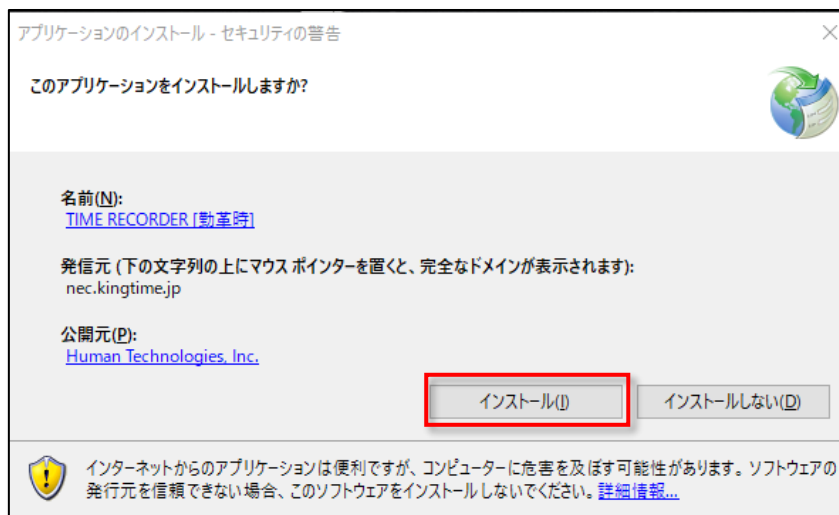 アプリケーションのインストール - セキュリティの警告
このアプリケーションをインストールしますか?
名前(N):
TIME RECORDER [勤革時]
発信元 (下の文字列の上にマウス ポインターを置くと、完全なドメインが表示されます):
nec.kingtime.jp
公開元(P):
Human Technologies, Inc.
インストール(I) インストールしない(D)
インターネットからのアプリケーションは便利ですが、コンピューターに危害を及ぼす可能性があります。ソフトウェアの
発行元を信頼できない場合、このソフトウェアをインストールしないでください。詳細情報...